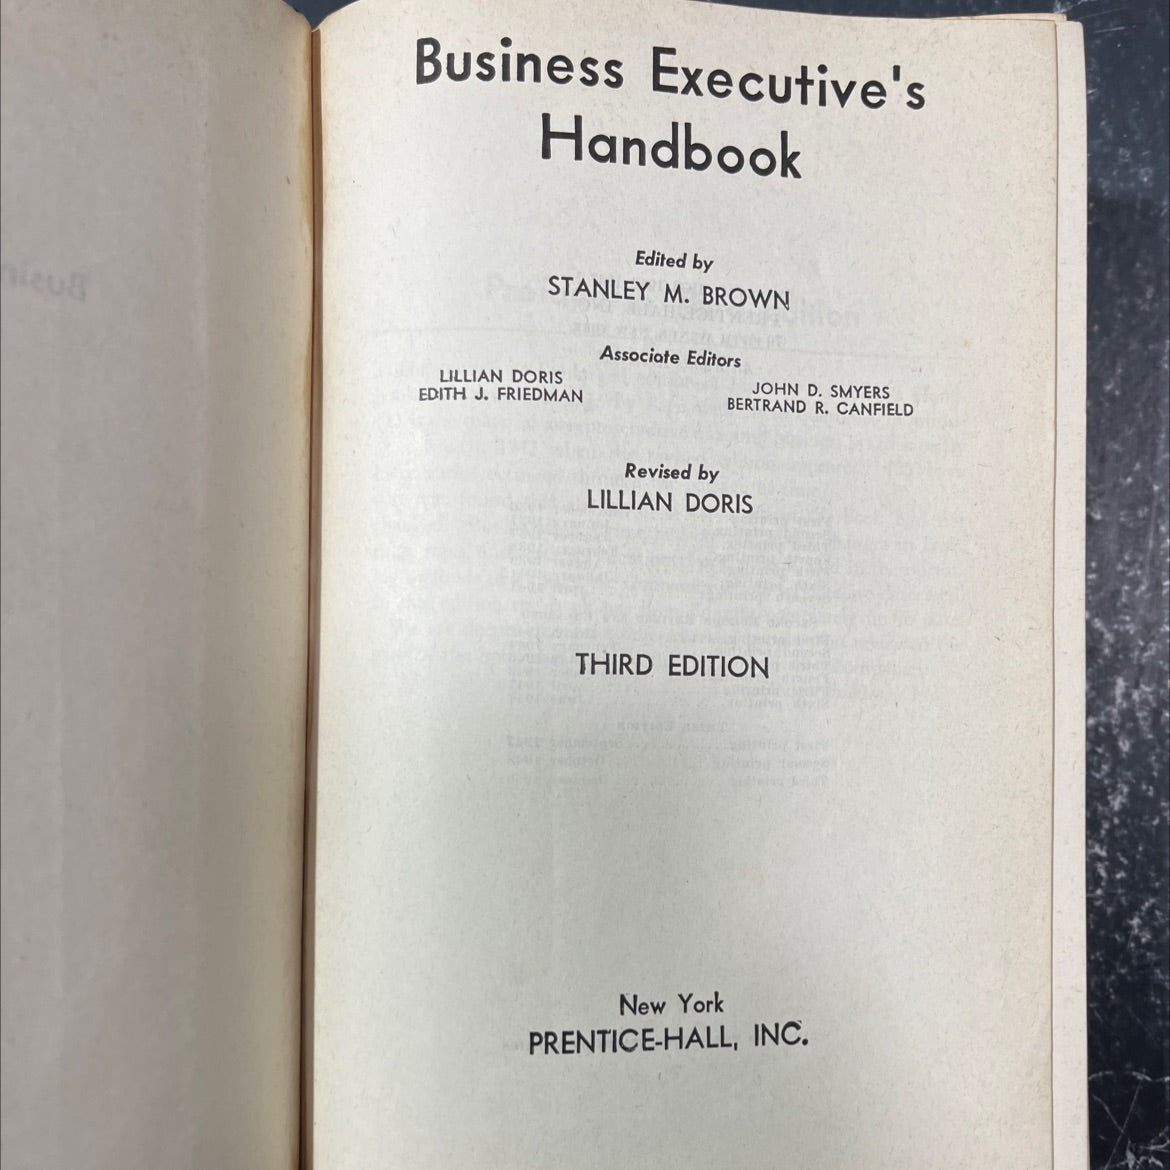 Business Executive's
Handbook
Edited by
STANLEY M. BROWN
Associate Editors
LILLIAN DORIS
EDITH J. FRIEDMAN
JOHN D. SMYERS
BERTRAND R. CANFIELD
Revised by
LILLIAN DORIS
THIRD EDITION
New York
PRENTICE-HALL, INC.